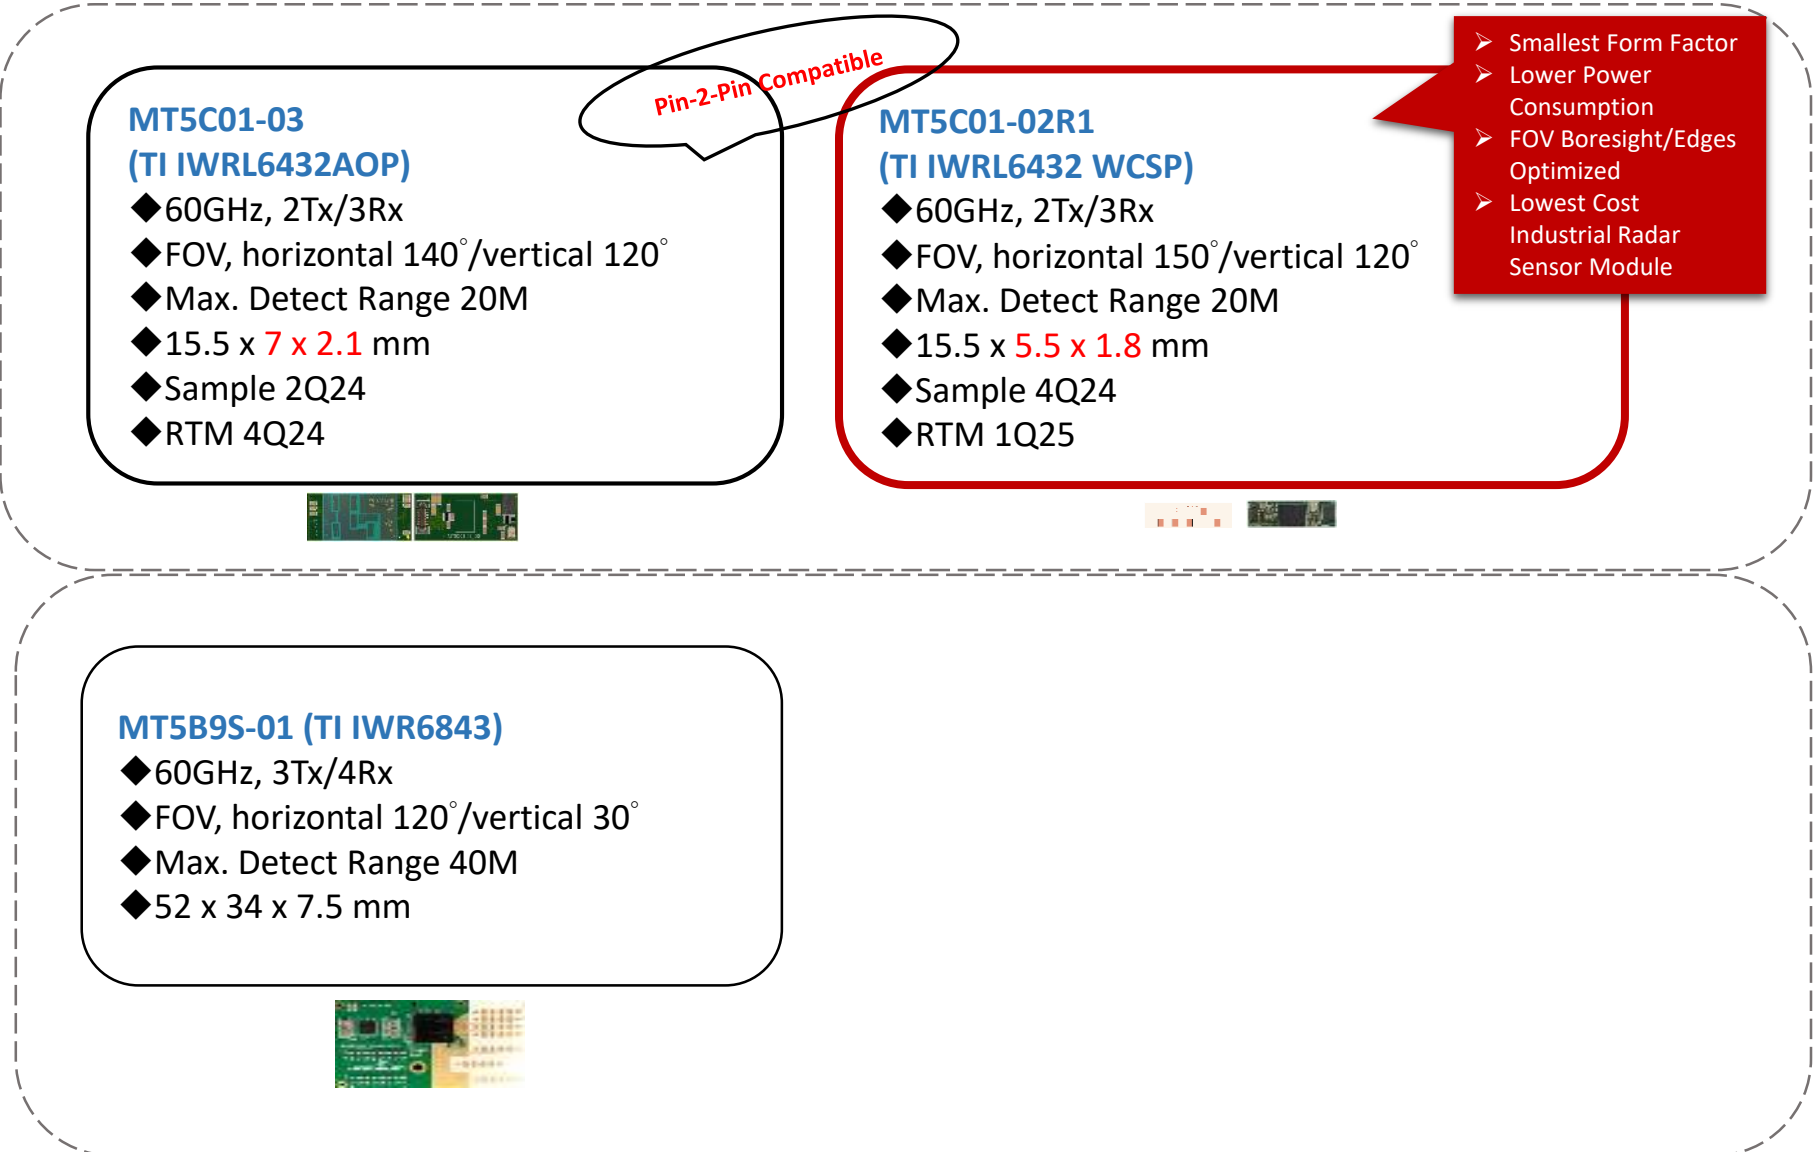 Pin-2-Pin Compatible
MT5C01-03
(TI IWRL6432AOP)
◆60GHz, 2Tx/3Rx
◆FOV, horizontal 140°/vertical 120°
◆Max. Detect Range 20M
◆15.5 x 7 x 2.1 mm
◆Sample 2Q24
◆RTM 4Q24
MT5C01-02R1
(TI IWRL6432 WCSP)
◆60GHz, 2Tx/3Rx
◆FOV, horizontal 150°/vertical 120°
◆Max. Detect Range 20M
◆15.5 x 5.5 x 1.8 mm
◆Sample 4Q24
◆RTM 1Q25
➢ Smallest Form Factor
➢ Lower Power
Consumption
➢ FOV Boresight/Edges
Optimized
➢ Lowest Cost
Industrial Radar
Sensor Module
MT5B9S-01 (TI IWR6843)
◆60GHz, 3Tx/4Rx
◆FOV, horizontal 120°/vertical 30°
◆Max. Detect Range 40M
◆52 x 34 x 7.5 mm